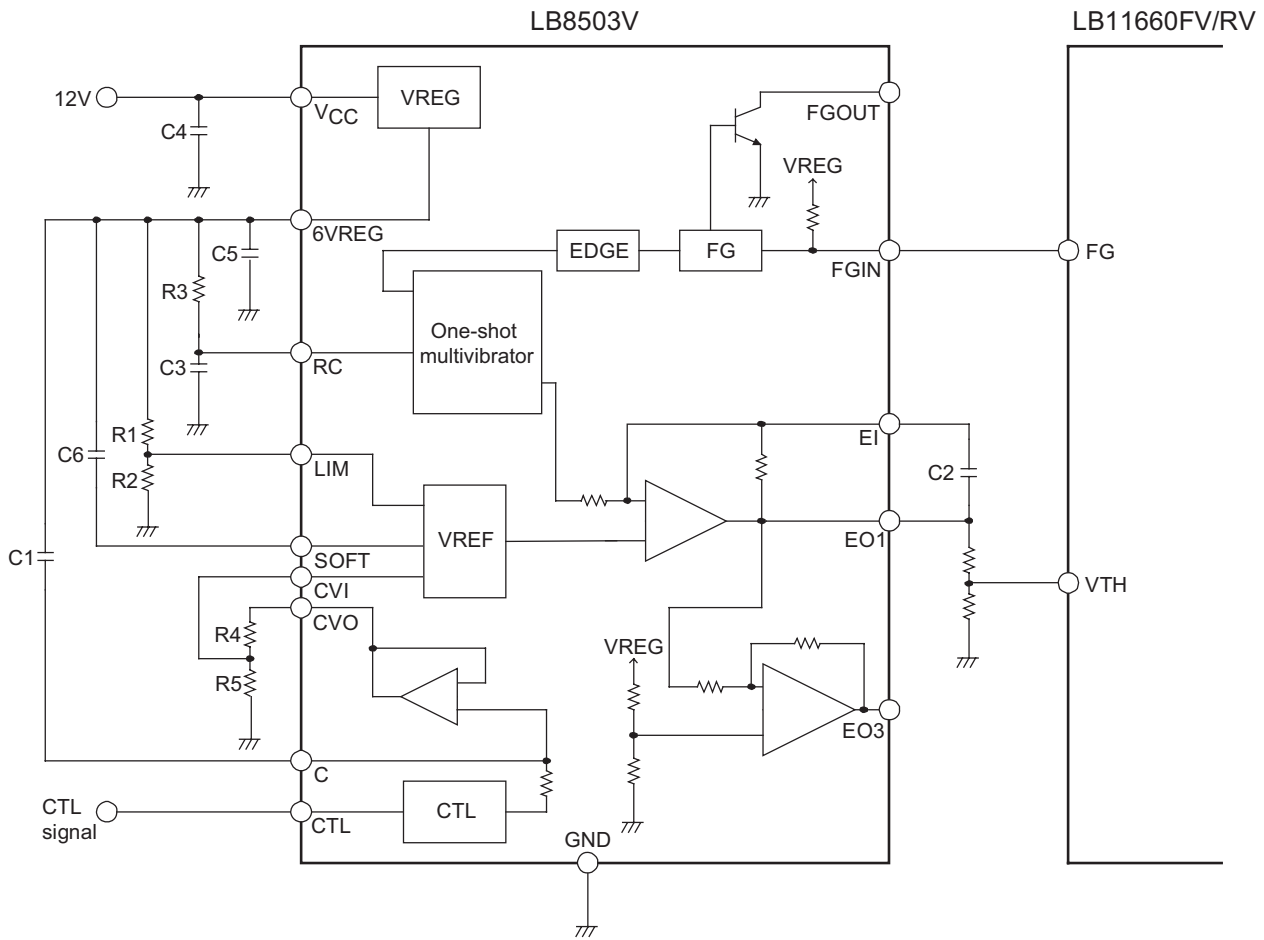 LB8503V
LB11660FV/RV
12V
VCC
VREG
FGOUT
C4
VREG
6VREG
C5
EDGE
FG
FGIN
FG
R3
One-shot
multivibrator
C3
RC
R1
EI
C6
R2
LIM
C2
VREF
EO1
C1
SOFT
CVI
VTH
CVO
R4
VREG
R5
EO3
C
CTL
signal
CTL
CTL
GND